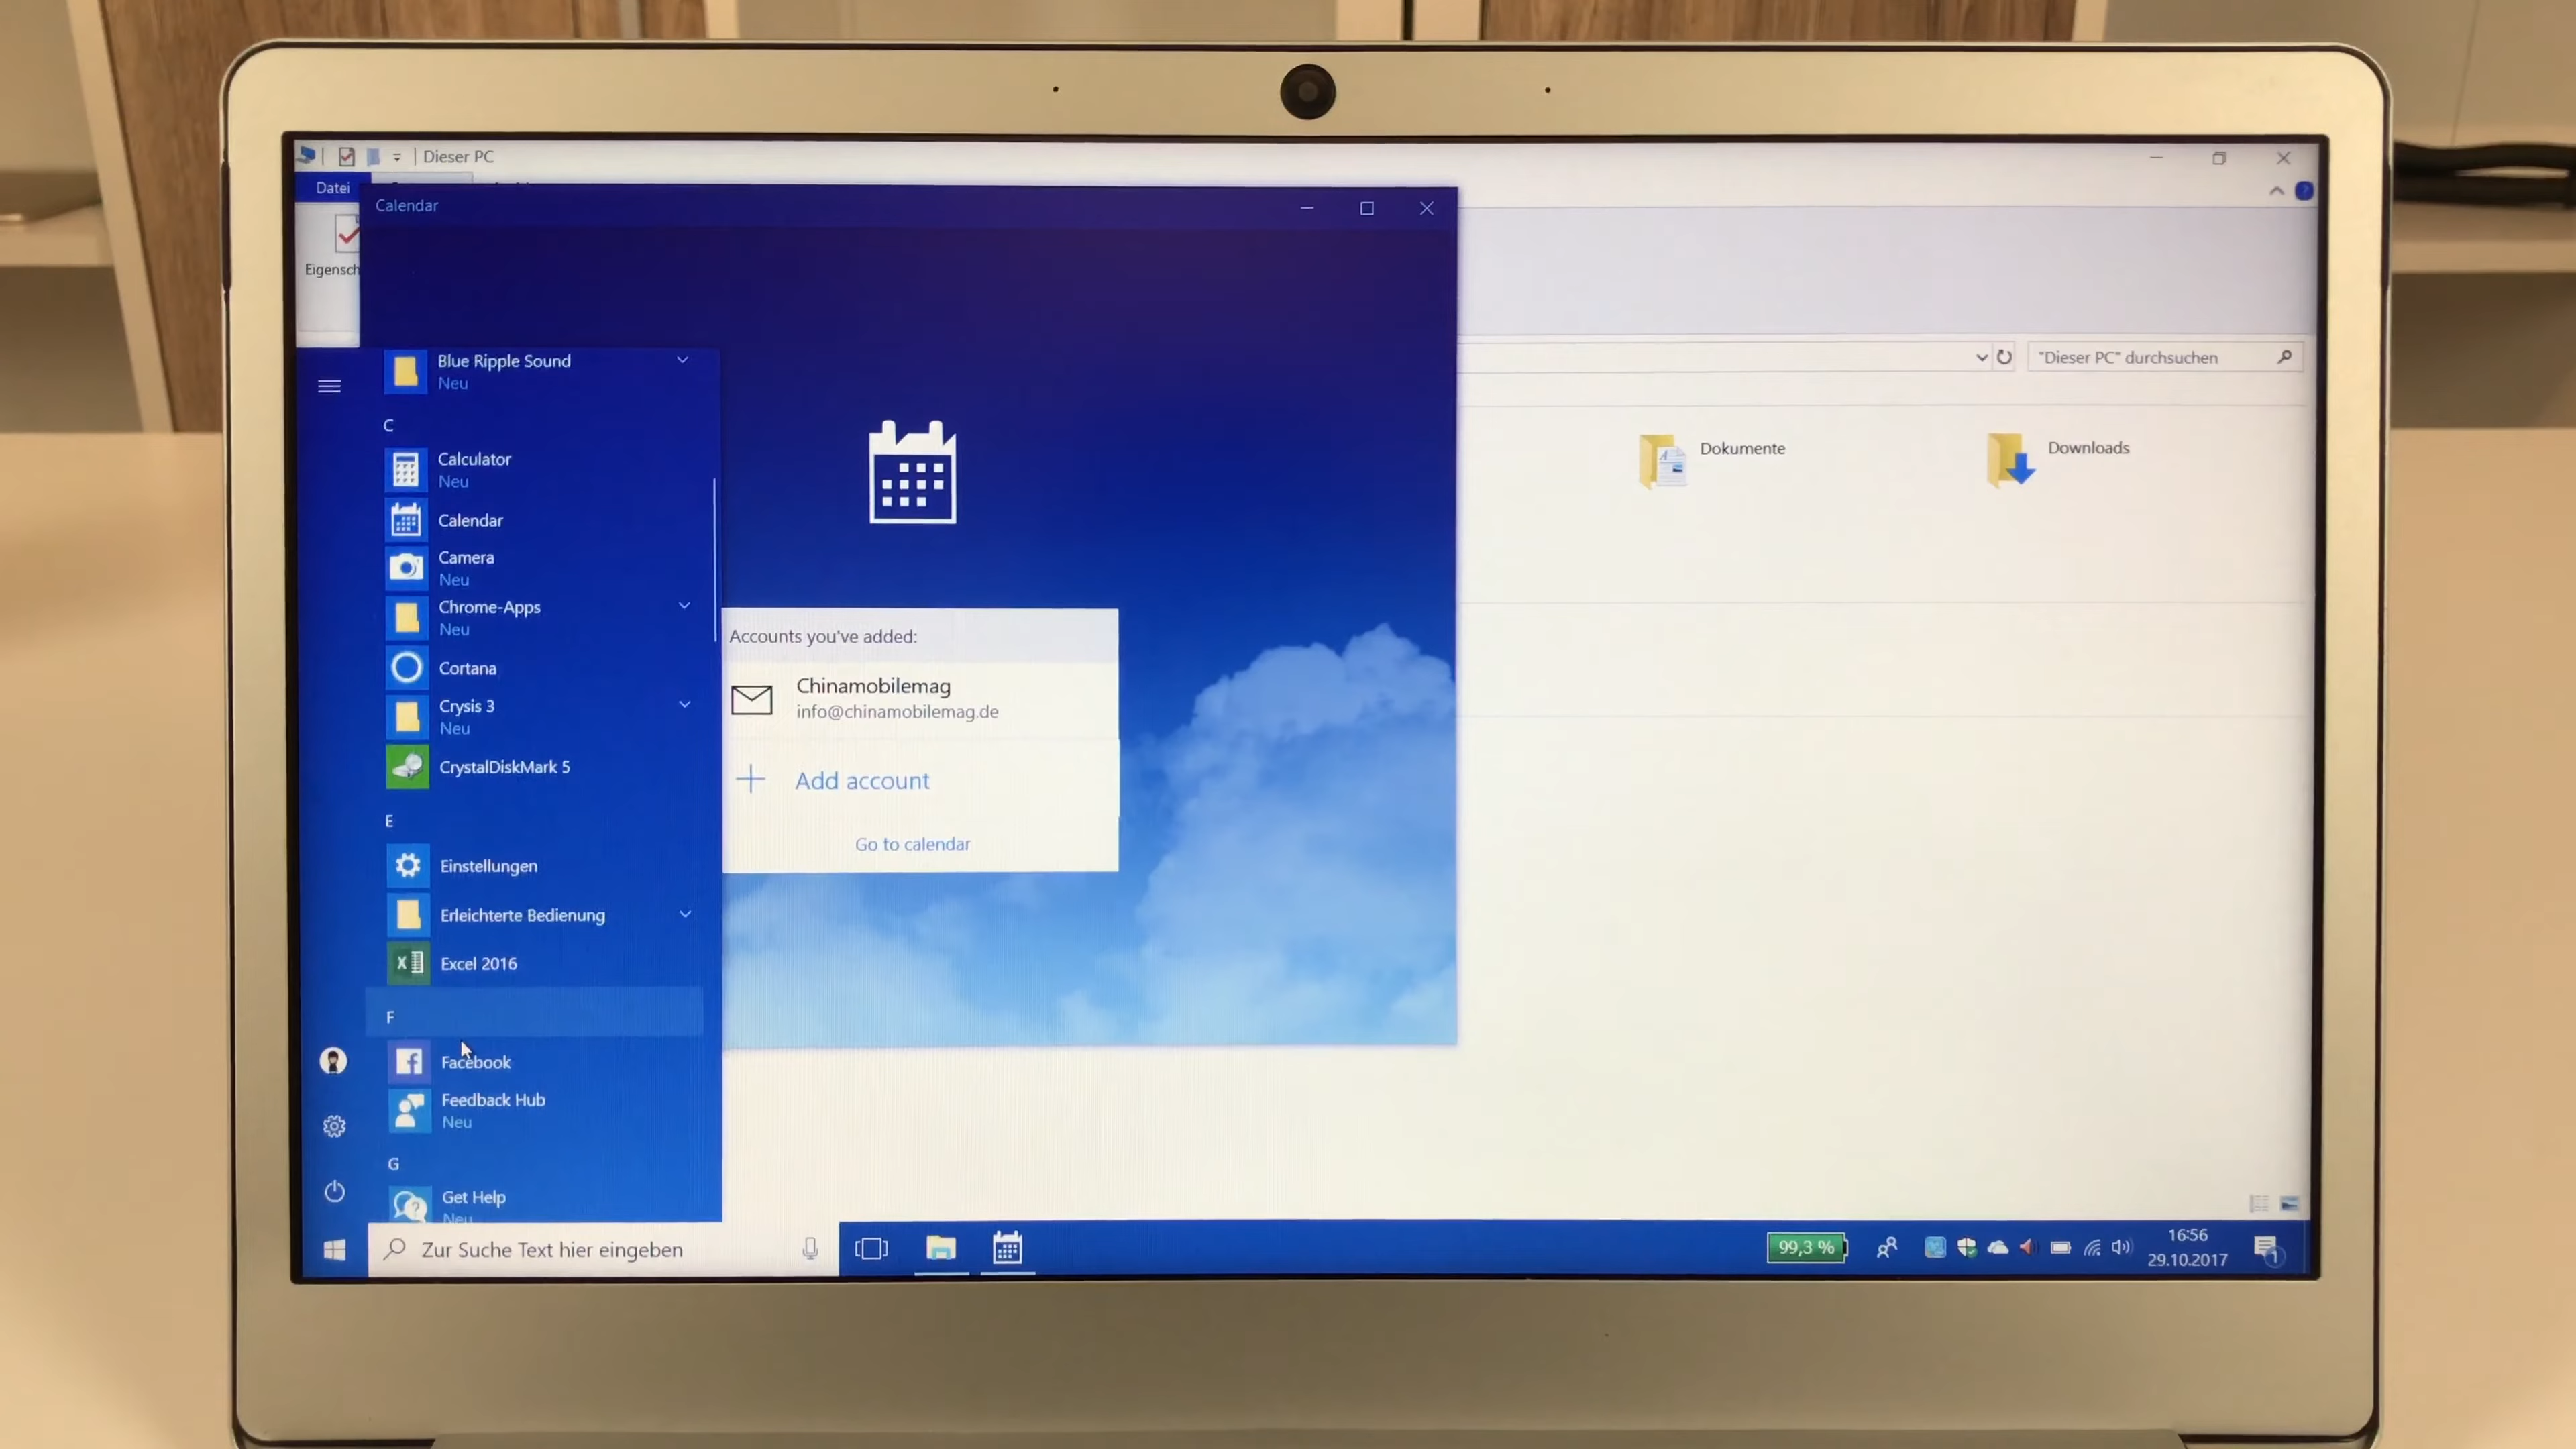 Dieser PC
Datei
Calendar
Eigensch
"Dieser PC" durchsuchen
Dokumente
Downloads
Blue Ripple Sound
Neu
C
Calculator
Neu
Calendar
Camera
Neu
Chrome-Apps
Neu
Cortana
Crysis 3
Neu
CrystalDiskMark 5
E
Einstellungen
Erleichterte Bedienung
Excel 2016
F
Facebook
Feedback Hub
Neu
G
Get Help
Neu
Accounts you've added:
Chinamobilemag
info@chinamobilemag.de
Add account
Go to calendar
Zur Suche Text hier eingeben
99,3 %
16:56
29.10.2017
1